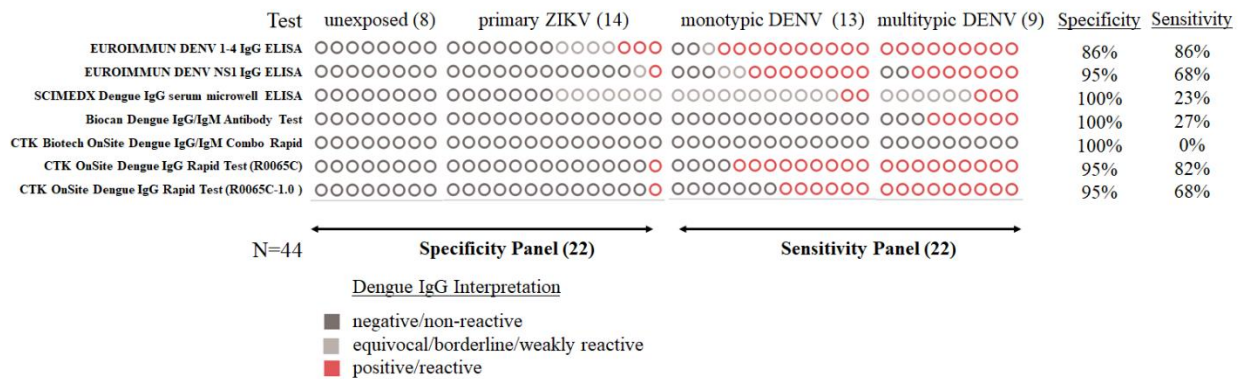 Test unexposed (8) primary ZIKV (14) monotypic DENV (13) multitypic DENV (9) Specificity Sensitivity
EUROIMMUN DENV 1-4 IgG ELISA 86% 86%
EUROIMMUN DENV NS1 IgG ELISA 95% 68%
SCIMEDX Dengue IgG serum microwell ELISA 100% 23%
Biocan Dengue IgG/IgM Antibody Test 100% 27%
CTK Biotech OnSite Dengue IgG/IgM Combo Rapid 100% 0%
CTK OnSite Dengue IgG Rapid Test (R0065C) 95% 82%
CTK OnSite Dengue IgG Rapid Test (R0065C-1.0 ) 95% 68%
N=44 Specificity Panel (22) Sensitivity Panel (22)
Dengue IgG Interpretation
negative/non-reactive
equivocal/borderline/weakly reactive
positive/reactive